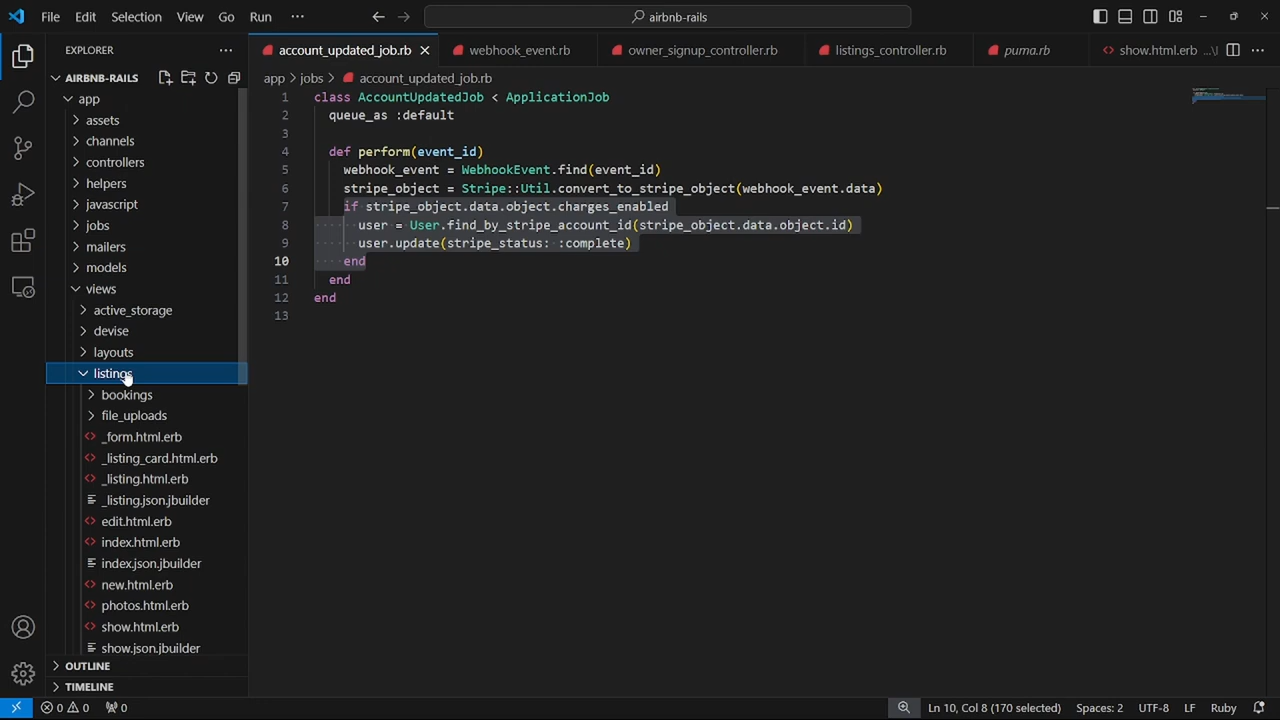 File Edit Selection View Go Run ··· airbnb-rails
EXPLORER ··· account_updated_job.rb webhook_event.rb owner_signup_controller.rb listings_controller.rb puma.rb show.html.erb ...\l ···
AIRBNB-RAILS app > jobs > account_updated_job.rb
app
assets
channels
controllers
helpers
javascript
jobs
mailers
models
views
active_storage
devise
layouts
listings
bookings
file_uploads
_form.html.erb
_listing_card.html.erb
_listing.html.erb
_listing.json.jbuilder
edit.html.erb
index.html.erb
index.json.jbuilder
new.html.erb
photos.html.erb
show.html.erb
show.json.jbuilder
OUTLINE
TIMELINE
1 class AccountUpdatedJob < ApplicationJob
2 queue_as :default
3
4 def perform(event_id)
5 webhook_event = WebhookEvent.find(event_id)
6 stripe_object = Stripe::Util.convert_to_stripe_object(webhook_event.data)
7 if stripe_object.data.object.charges_enabled
8 user = User.find_by_stripe_account_id(stripe_object.data.object.id)
9 user.update(stripe_status: :complete)
10 end
11 end
12 end
13
0 0 0 Ln 10, Col 8 (170 selected) Spaces: 2 UTF-8 LF Ruby